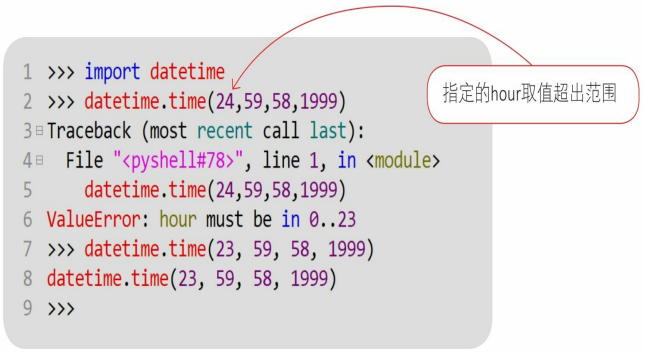 1 >>> import datetime
2 >>> datetime.time(24,59,58,1999)
3 Traceback (most recent call last):
4 File "<pyshell#78>", line 1, in <module>
5 datetime.time(24,59,58,1999)
6 ValueError: hour must be in 0..23
7 >>> datetime.time(23, 59, 58, 1999)
8 datetime.time(23, 59, 58, 1999)
9 >>>
指定的hour取值超出范围